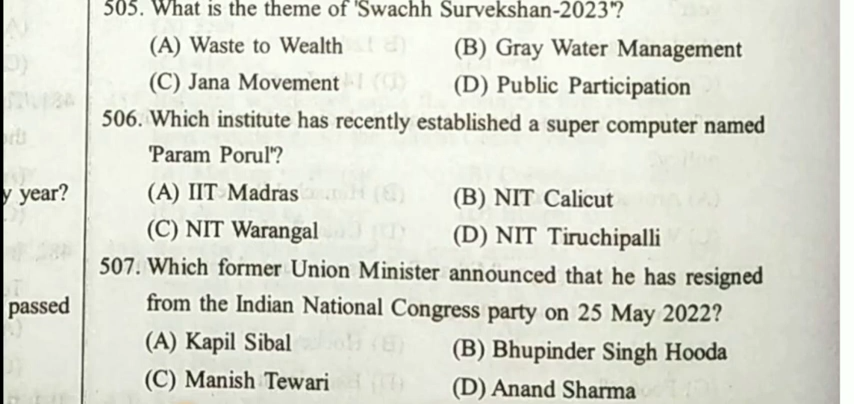 505. What is the theme of 'Swachh Survekshan-2023'?
(A) Waste to Wealth (B) Gray Water Management
(C) Jana Movement (D) Public Participation
506. Which institute has recently established a super computer named
'Param Porul"?
y year? (A) IIT Madras (B) NIT Calicut
(C) NIT Warangal (D) NIT Tiruchipalli
507. Which former Union Minister announced that he has resigned
passed from the Indian National Congress party on 25 May 2022?
(A) Kapil Sibal (B) Bhupinder Singh Hooda
(C) Manish Tewari (D) Anand Sharma